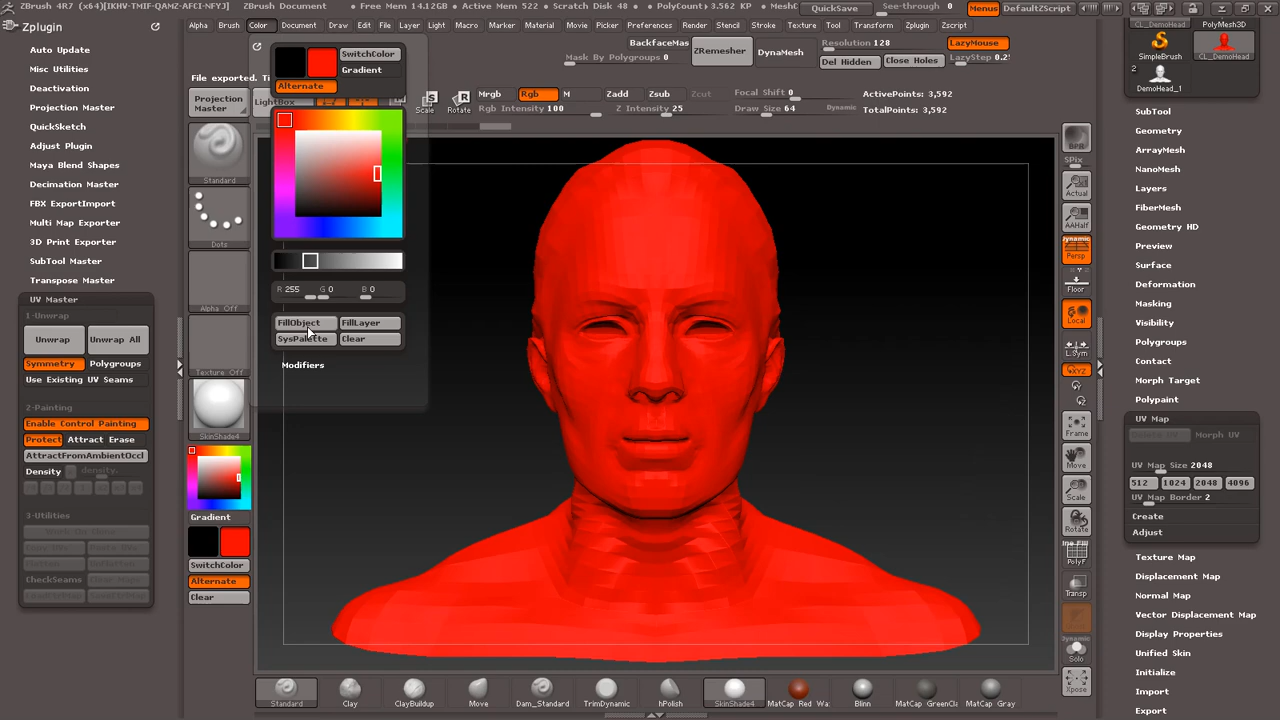 ZBrush 4R7 (x64)[IKHV-TMIF-QAMZ-AFCI-NFYJ]
• Free Mem 14.12GB • Active Mem 522 • Scratch Disk 48 • PolyCount▸3.562 KP
QuickSave
See-through 0
Menus
DefaultZScript
Alpha Brush Color Document Draw Edit File Layer Light Macro Marker Material Movie Picker Preferences Render Stencil Stroke Texture Tool Transform Zplugin Zscript
Zplugin
Auto Update
Misc Utilities
Deactivation
QuickSketch
Adjust Plugin
Maya Blend Shapes
Decimation Master
FBX ExportImport
Multi Map Exporter
3D Print Exporter
SubTool Master
Transpose Master
UV Master
1-Unwrap
Unwrap
Unwrap All
Symmetry
Polygroups
Use Existing UV Seams
2-Painting
Enable Control Painting
Protect
Attract
Erase
AttractFromAmbientOccl
Density
density.
3-Utilities
CheckSeams
File exported. Ti
Projection
Master
LightBox
Standard
Dots
Alpha Off
Texture Off
SkinShade4
Gradient
SwitchColor
Alternate
Clear
SwitchColor
Gradient
Alternate
R 255
G 0
B 0
FillObject
FillLayer
SysPalette
Clear
Modifiers
Scale
Rotate
BackfaceMas
Mask By Polygroups 0
ZRemesher
DynaMesh
Resolution 128
Del Hidden
Close Holes
LazyMouse
LazyStep 0.2
Mrgb
Rgb
M
Zadd
Zsub
Zcut
Rgb Intensity 100
Z Intensity 25
Focal Shift 0
Draw Size 64
Dynamic
ActivePoints: 3,592
TotalPoints: 3,592
BPR
SPix
Actual
AAHalf
Dynamic
Persp
Floor
Local
L.Sym
XYZ
Frame
Move
Scale
Rotate
Line Fill
PolyF
Transp
Dynamic
Solo
Xpose
CL_DemoHead
PolyMesh3D
SimpleBrush
CL_DemoHead
2
DemoHead_1
SubTool
Geometry
ArrayMesh
NanoMesh
Layers
FiberMesh
Geometry HD
Preview
Surface
Deformation
Masking
Visibility
Polygroups
Contact
Morph Target
Polypaint
UV Map
Delete UV
Morph UV
UV Map Size 2048
512
1024
2048
4096
UV Map Border 2
Create
Adjust
Texture Map
Displacement Map
Normal Map
Vector Displacement Map
Display Properties
Unified Skin
Initialize
Import
Export
Standard
Clay
ClayBuildup
Move
Dam_Standard
TrimDynamic
hPolish
SkinShade4
MatCap Red Wa:
Blinn
MatCap GreenCl
MatCap Gray